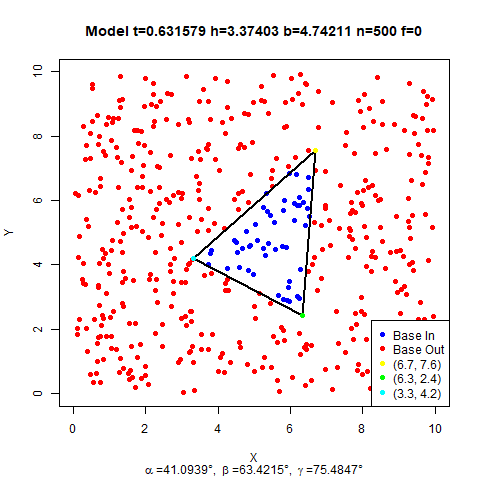 Model t=0.631579 h=3.37403 b=4.74211 n=500 f=0
10
8
6
Y
4
2
0
Base In
Base Out
(6.7, 7.6)
(6.3, 2.4)
(3.3, 4.2)
0 2 4 6 8 10
X
α=41.0939°, β=63.4215°, γ=75.4847°